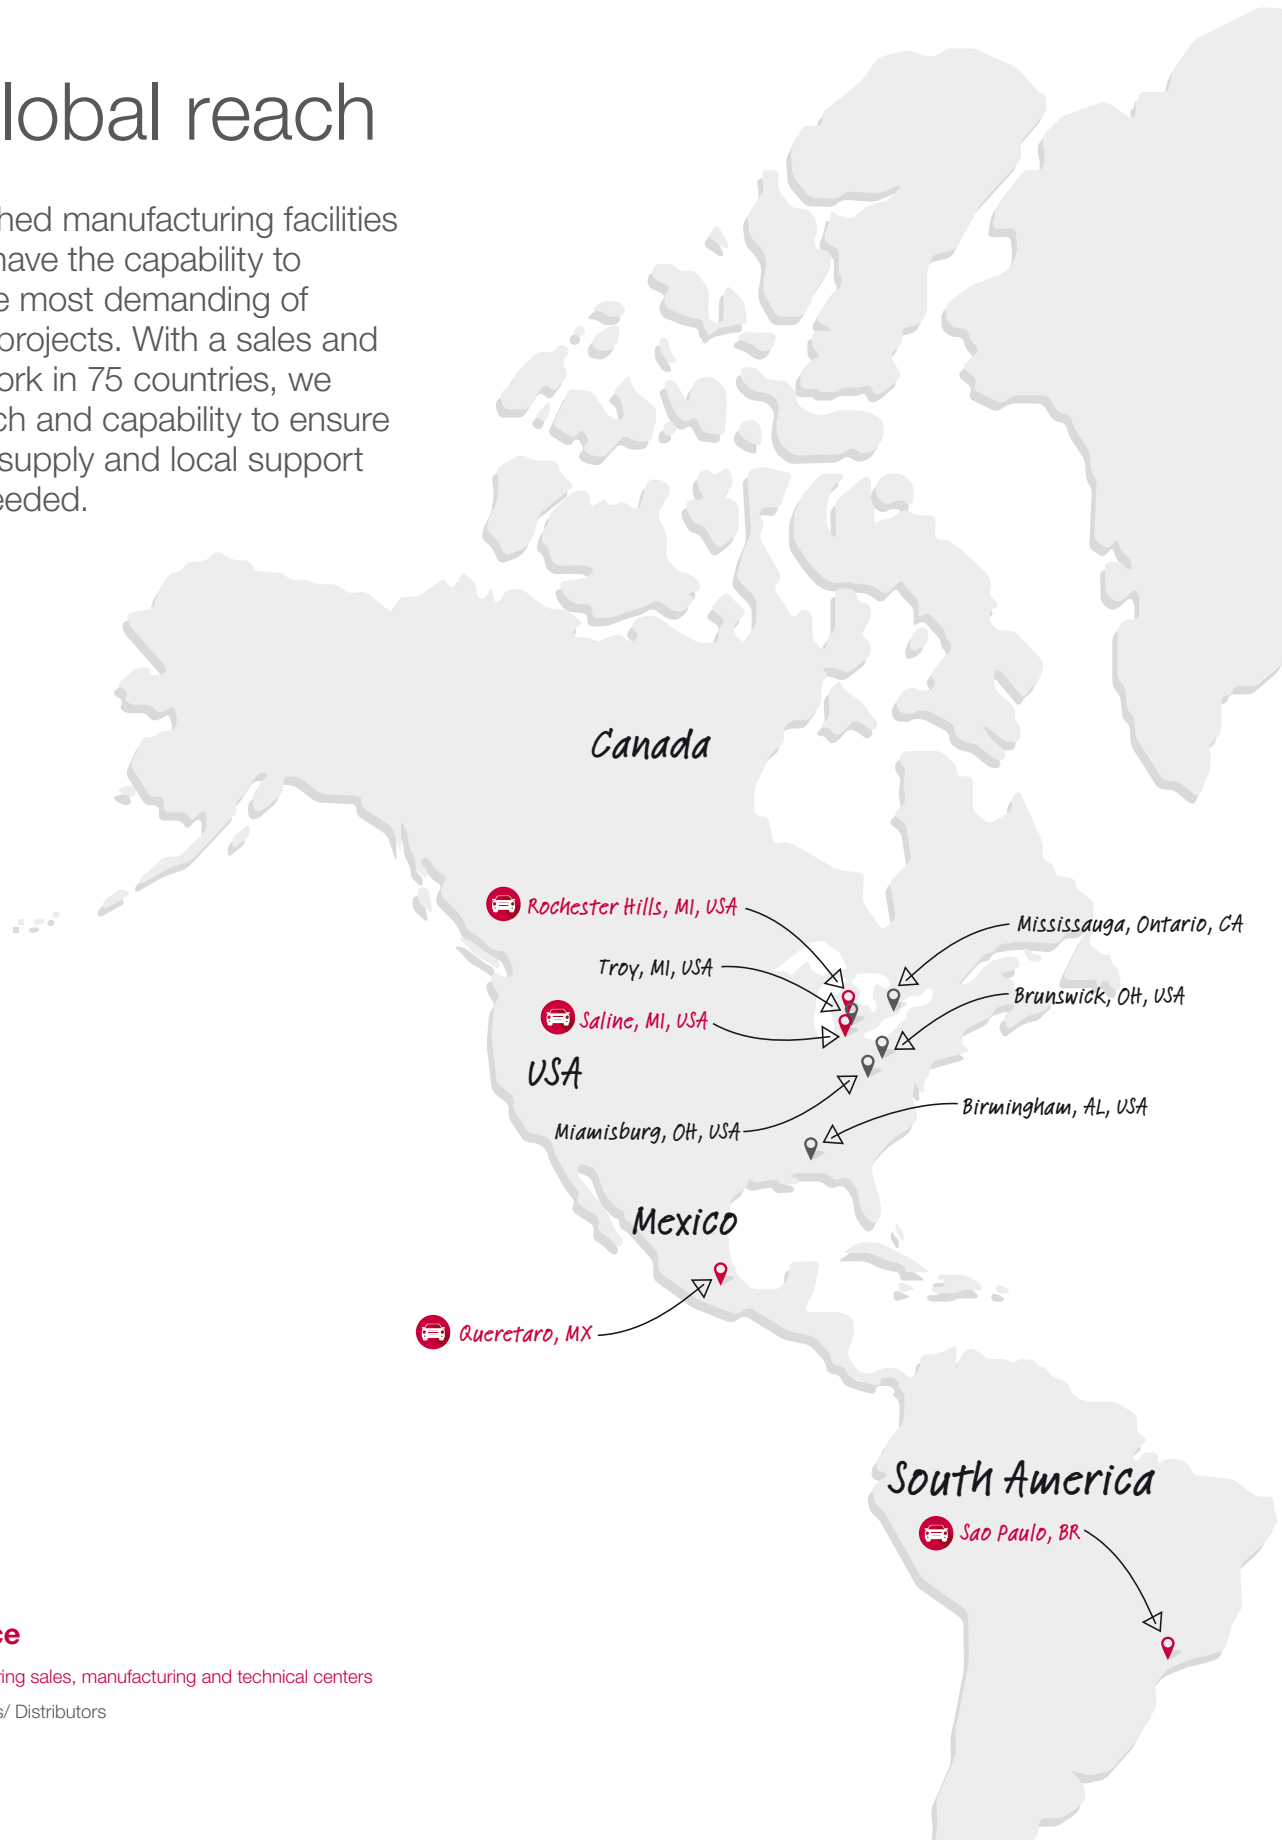 lobal reach
hed manufacturing facilities
have the capability to
e most demanding of
projects. With a sales and
ork in 75 countries, we
ch and capability to ensure
supply and local support
eeded.
Canada
Rochester Hills, MI, USA
Mississauga, Ontario, CA
Troy, MI, USA
Brunswick, OH, USA
Saline, MI, USA
USA
Birmingham, AL, USA
Miamisburg, OH, USA
Mexico
Queretaro, MX
South America
Sao Paulo, BR
ce
ring sales, manufacturing and technical centers
s/ Distributors